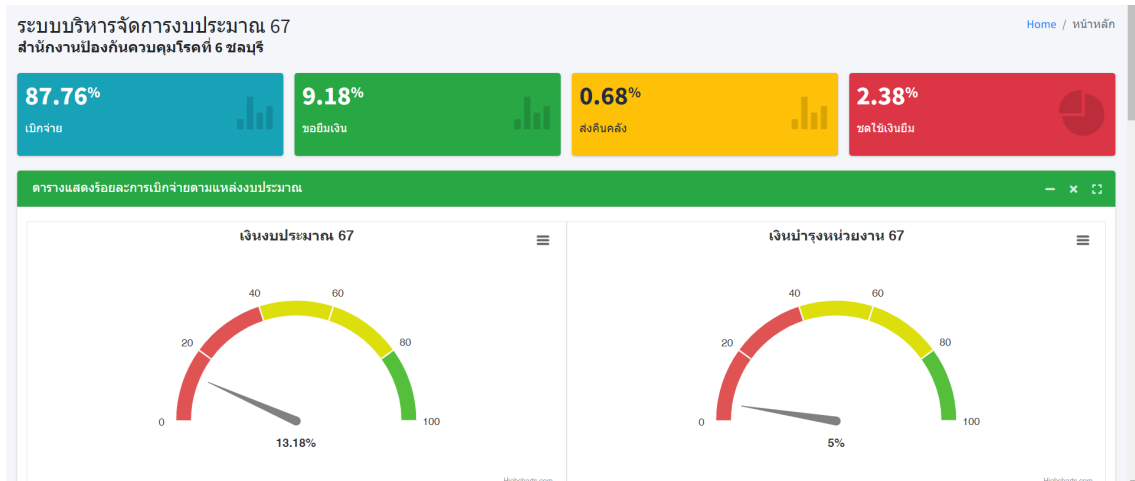 ระบบบริหารจัดการงบประมาณ 67
สำนักงานป้องกันควบคุมโรคที่ 6 ชลบุรี
Home / หน้าหลัก
87.76%
เบิกจ่าย
9.18%
ขอยืมเงิน
0.68%
ส่งคืนคลัง
2.38%
ชดใช้เงินยืม
ตารางแสดงร้อยละการเบิกจ่ายตามแหล่งงบประมาณ
เงินงบประมาณ 67
0
20
40
60
80
100
13.18%
Highcharts.com
เงินบำรุงหน่วยงาน 67
0
20
40
60
80
100
5%
Highcharts.com